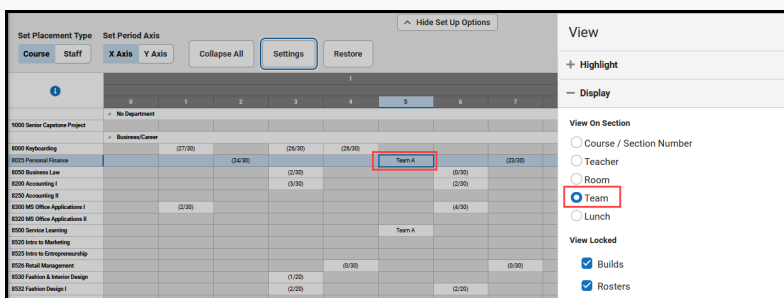 Hide Set Up Options
Set Placement Type Set Period Axis
Course Staff X Axis Y Axis Collapse All Settings Restore
1
0 1 2 3 4 5 6 7
No Department
9000 Senior Capstone Project
Business/Career
8000 Keyboarding (27/30) (26/30) (26/30)
8025 Personal Finance (24/30) Team A (23/30)
8050 Business Law (2/30) (0/30)
8200 Accounting I (3/30) (2/30)
8250 Accounting II
8300 MS Office Applications I (2/30) (4/30)
8320 MS Office Applications II
8500 Service Learning Team A
8520 Intro to Marketing
8525 Intro to Entrepreneurship
8526 Retail Management (0/30) (0/30)
8530 Fashion & Interior Design (1/20)
8532 Fashion Design I (2/20) (2/20)
View
Highlight
Display
View On Section
Course / Section Number
Teacher
Room
Team
Lunch
View Locked
Builds
Rosters